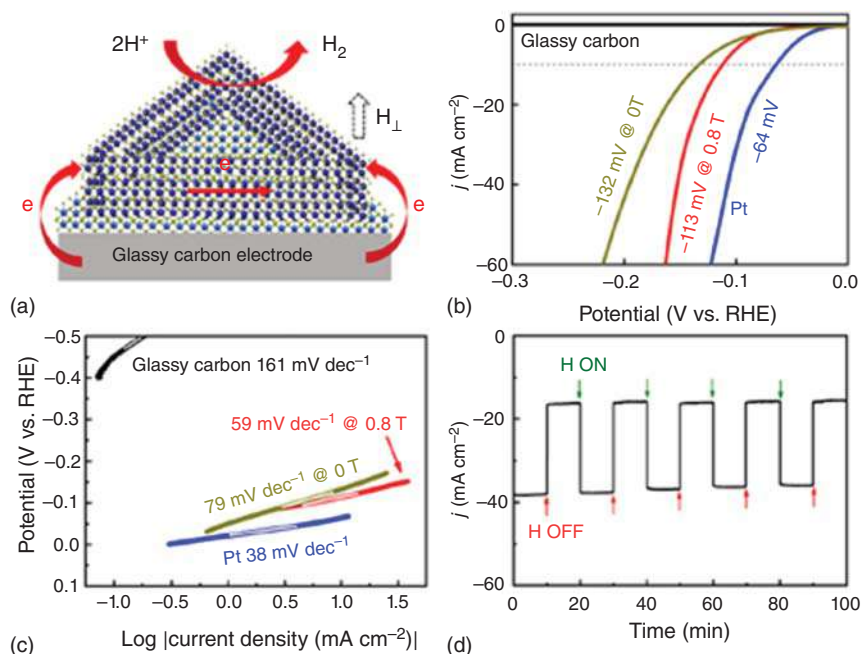 2H⁺
H₂
H⊥
e
e
e
Glassy carbon electrode
(a)
j (mA cm⁻²)
0
−20
−40
−60
Glassy carbon
−132 mV @ 0T
−113 mV @ 0.8 T
−64 mV
Pt
−0.3
−0.2
−0.1
0.0
Potential (V vs. RHE)
(b)
Potential (V vs. RHE)
−0.5
−0.4
−0.3
−0.2
−0.1
0.0
0.1
Glassy carbon 161 mV dec⁻¹
59 mV dec⁻¹ @ 0.8 T
79 mV dec⁻¹ @ 0 T
Pt 38 mV dec⁻¹
−1.0
−0.5
0.0
0.5
1.0
1.5
Log |current density (mA cm⁻²)|
(c)
j (mA cm⁻²)
0
−20
−40
−60
H ON
H OFF
0
20
40
60
80
100
Time (min)
(d)